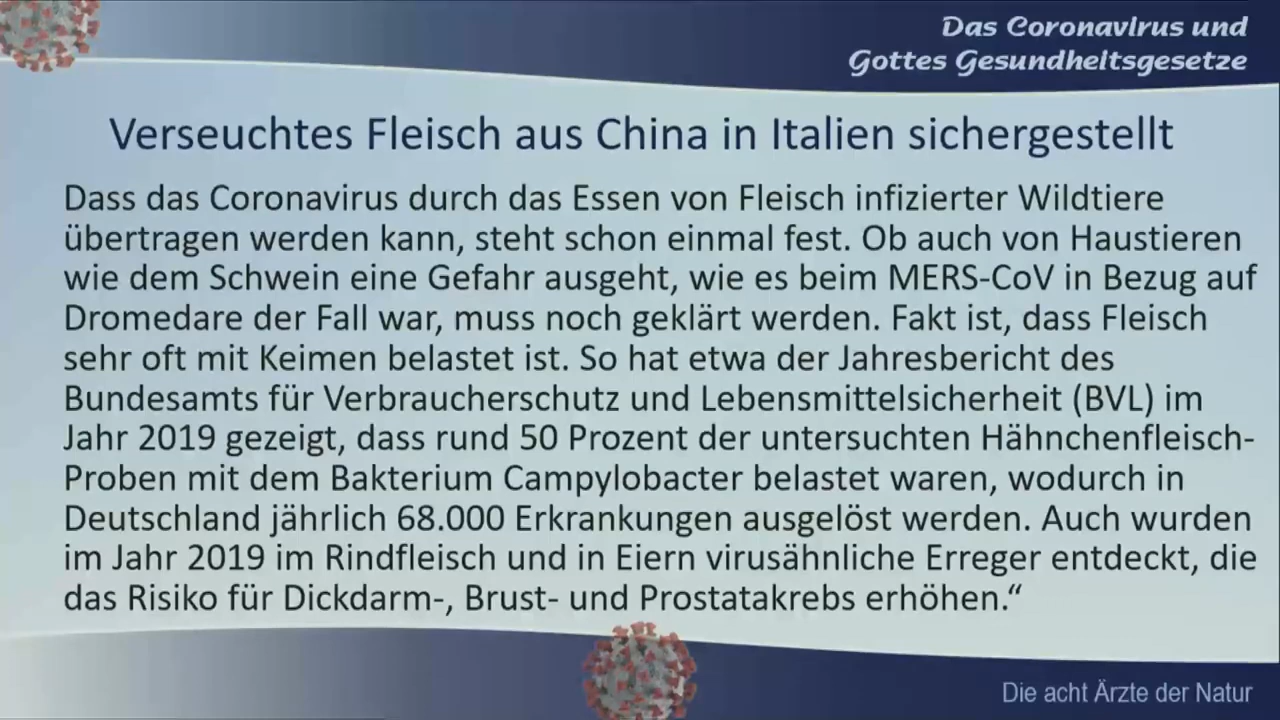 Das Coronavirus und
Gottes Gesundheitsgesetze
Verseuchtes Fleisch aus China in Italien sichergestellt
Dass das Coronavirus durch das Essen von Fleisch infizierter Wildtiere
übertragen werden kann, steht schon einmal fest. Ob auch von Haustieren
wie dem Schwein eine Gefahr ausgeht, wie es beim MERS-CoV in Bezug auf
Dromedare der Fall war, muss noch geklärt werden. Fakt ist, dass Fleisch
sehr oft mit Keimen belastet ist. So hat etwa der Jahresbericht des
Bundesamts für Verbraucherschutz und Lebensmittelsicherheit (BVL) im
Jahr 2019 gezeigt, dass rund 50 Prozent der untersuchten Hähnchenfleisch-
Proben mit dem Bakterium Campylobacter belastet waren, wodurch in
Deutschland jährlich 68.000 Erkrankungen ausgelöst werden. Auch wurden
im Jahr 2019 im Rindfleisch und in Eiern virusähnliche Erreger entdeckt, die
das Risiko für Dickdarm-, Brust- und Prostatakrebs erhöhen.“
Die acht Ärzte der Natur